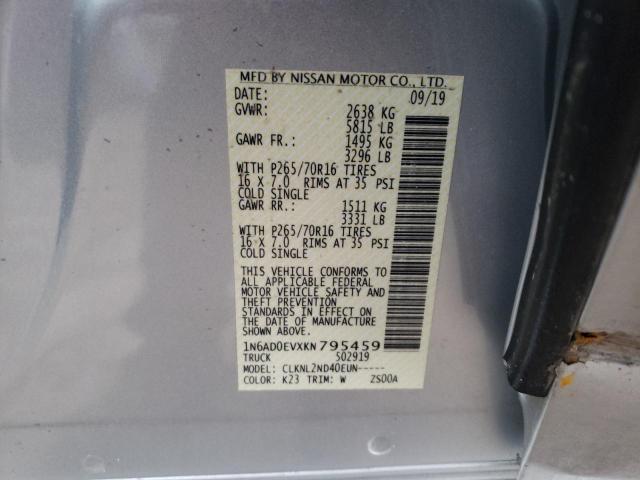 MFD BY NISSAN MOTOR CO., LTD.
DATE: 09/19
GVWR: 2638 KG
5815 LB
GAWR FR.: 1495 KG
3296 LB
WITH P265/70R16 TIRES
16 X 7.0 RIMS AT 35 PSI
COLD SINGLE
GAWR RR.: 1511 KG
3331 LB
WITH P265/70R16 TIRES
16 X 7.0 RIMS AT 35 PSI
COLD SINGLE
THIS VEHICLE CONFORMS TO
ALL APPLICABLE FEDERAL
MOTOR VEHICLE SAFETY AND
THEFT PREVENTION
STANDARDS IN EFFECT ON
THE DATE OF MANUFACTURE
SHOWN ABOVE.
1N6AD0EVXKN795459
TRUCK 502919
MODEL: CLKNL2ND40EUN-----
COLOR: K23 TRIM: W ZS00A